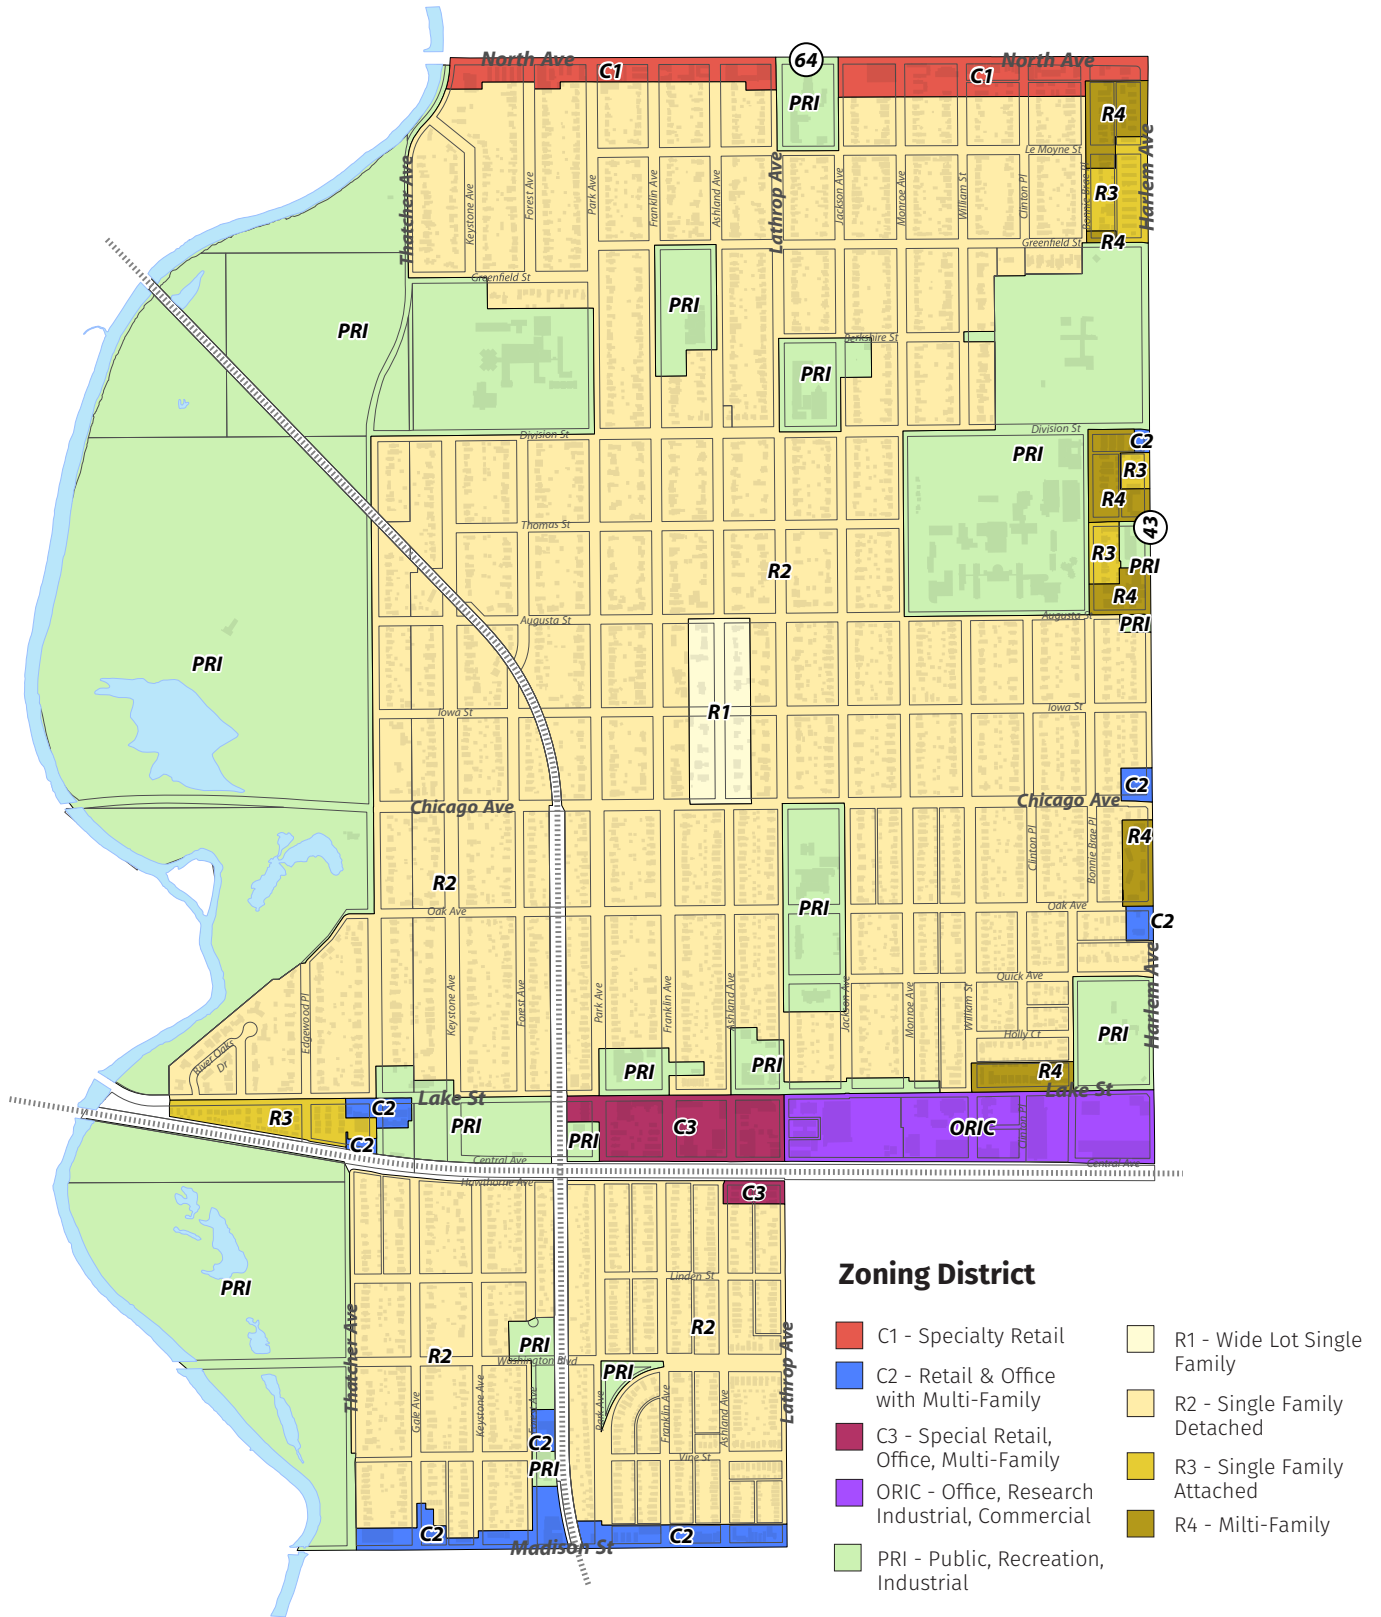 North Ave
64
North Ave
C1
C1
PRI
R4
Le Moyne St
Harlem Ave
Thatcher Ave
Keystone Ave
Forest Ave
Park Ave
Franklin Ave
Ashland Ave
Lathrop Ave
Jackson Ave
Monroe Ave
William St
Clinton Pl
Bonnie Brae Pl
R3
Greenfield St
R4
Greenfield St
PRI
PRI
Berkshire St
PRI
Division St
Division St
PRI
C2
R3
R4
Thomas St
43
R3
PRI
R2
R4
Augusta St
Augusta St
PRI
PRI
Iowa St
R1
Iowa St
C2
Chicago Ave
Chicago Ave
R4
Clinton Pl
Bonnie Brae Pl
R2
Oak Ave
PRI
Oak Ave
C2
Harlem Ave
Quick Ave
Edgewood Pl
Keystone Ave
Forest Ave
Park Ave
Franklin Ave
Ashland Ave
Jackson Ave
Monroe Ave
William St
Holly Ct
PRI
River Oaks
Dr
PRI
PRI
R4
Lake St
Lake St
R3
C2
PRI
C3
ORIC
Clinton Pl
C2
PRI
Central Ave
Central Ave
Hawthorne Ave
C3
Linden St
PRI
R2
Thatcher Ave
PRI
R2
Washington Blvd
PRI
Lathrop Ave
Gale Ave
Keystone Ave
Park Ave
Franklin Ave
Ashland Ave
C2
Vine St
PRI
C2
C2
Madison St
Zoning District
C1 - Specialty Retail
C2 - Retail & Office
with Multi-Family
C3 - Special Retail,
Office, Multi-Family
ORIC - Office, Research
Industrial, Commercial
PRI - Public, Recreation,
Industrial
R1 - Wide Lot Single
Family
R2 - Single Family
Detached
R3 - Single Family
Attached
R4 - Milti-Family